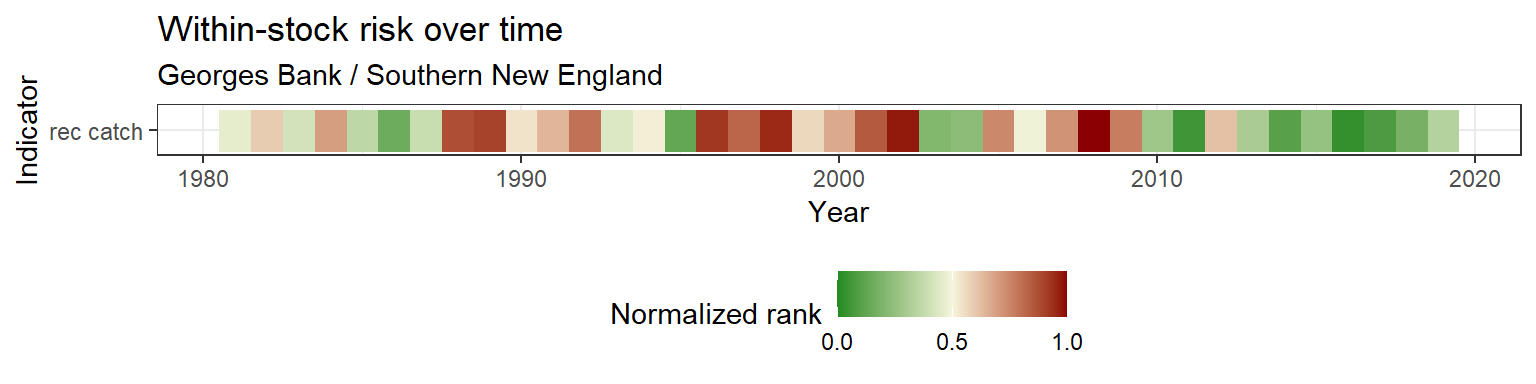 Within-stock risk over time
Georges Bank / Southern New England
Indicator
rec catch
1980 1990 2000 2010 2020
Year
Normalized rank
0.0 0.5 1.0